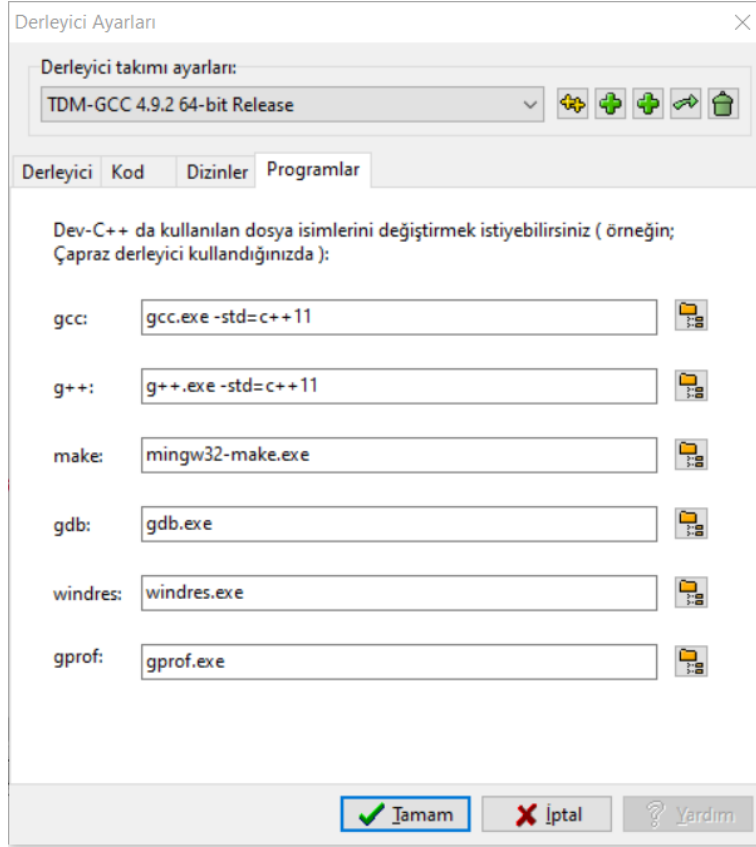 Derleyici Ayarları
Derleyici takımı ayarları:
TDM-GCC 4.9.2 64-bit Release
Derleyici Kod Dizinler Programlar
Dev-C++ da kullanılan dosya isimlerini değiştirmek istiyebilirsiniz ( örneğin;
Çapraz derleyici kullandığınızda ):
gcc: gcc.exe -std=c++11
g++: g++.exe -std=c++11
make: mingw32-make.exe
gdb: gdb.exe
windres: windres.exe
gprof: gprof.exe
Tamam İptal Yardım